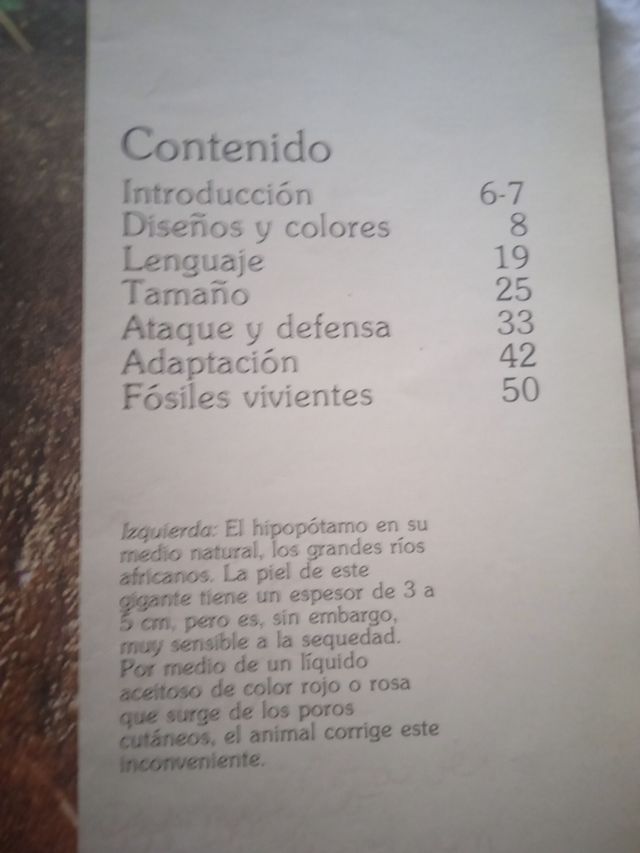 Contenido
Introducción 6-7
Diseños y colores 8
Lenguaje 19
Tamaño 25
Ataque y defensa 33
Adaptación 42
Fósiles vivientes 50
Izquierda: El hipopótamo en su
medio natural, los grandes ríos
africanos. La piel de este
gigante tiene un espesor de 3 a
5 cm, pero es, sin embargo,
muy sensible a la sequedad.
Por medio de un líquido
aceitoso de color rojo o rosa
que surge de los poros
cutáneos, el animal corrige este
inconveniente.